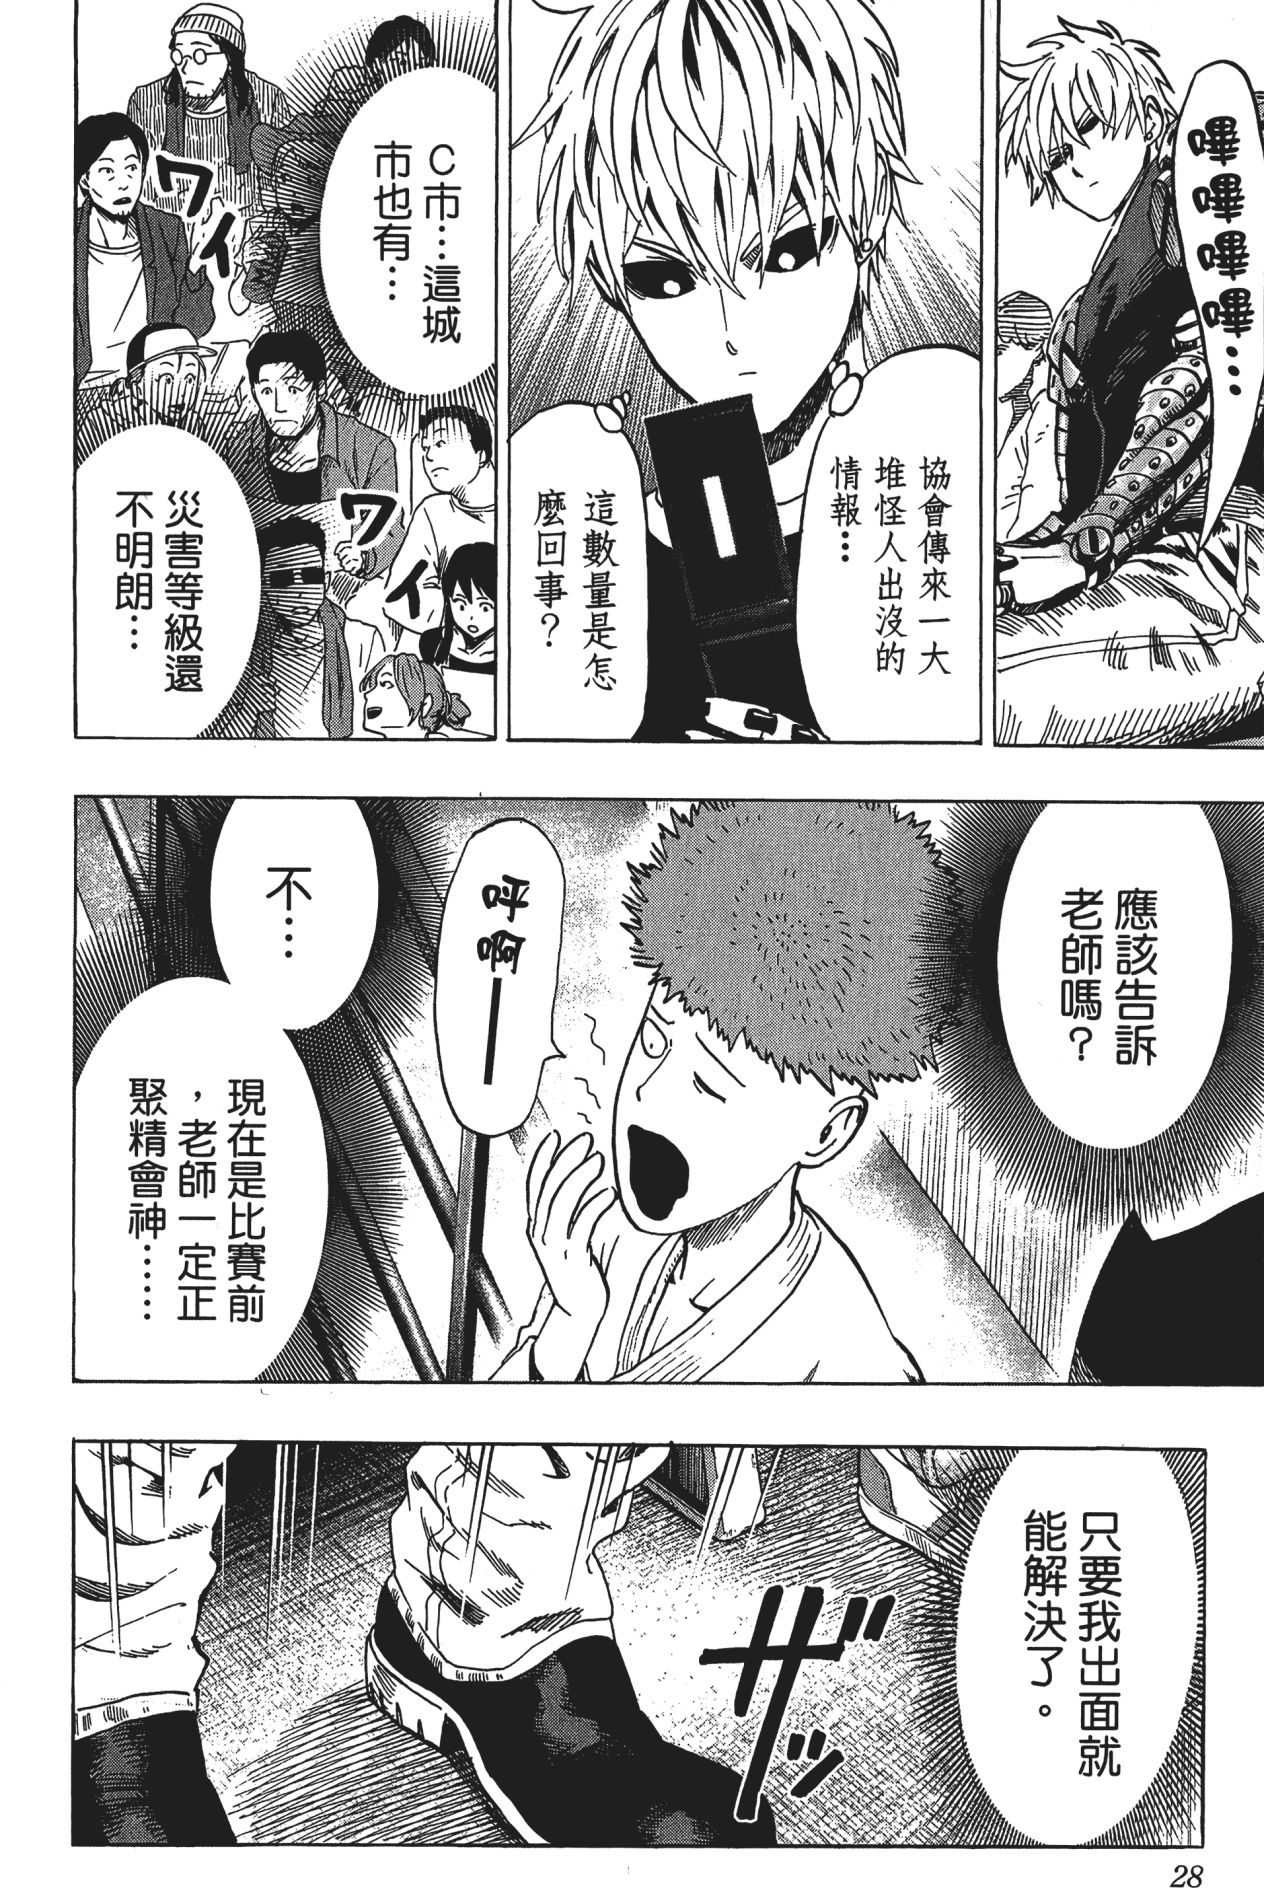 嗶嗶嗶嗶…
協會傳來一大
堆怪人出沒的
情報…
這數量是怎
麼回事？
C市…這城
市也有…
ワイ
ワイ
災害等級還
不明朗…
應該告訴
老師嗎？
呼啊——
不…
現在是比賽前
，老師一定正
聚精會神……
只要我出面就
能解決了。
ザッ
28